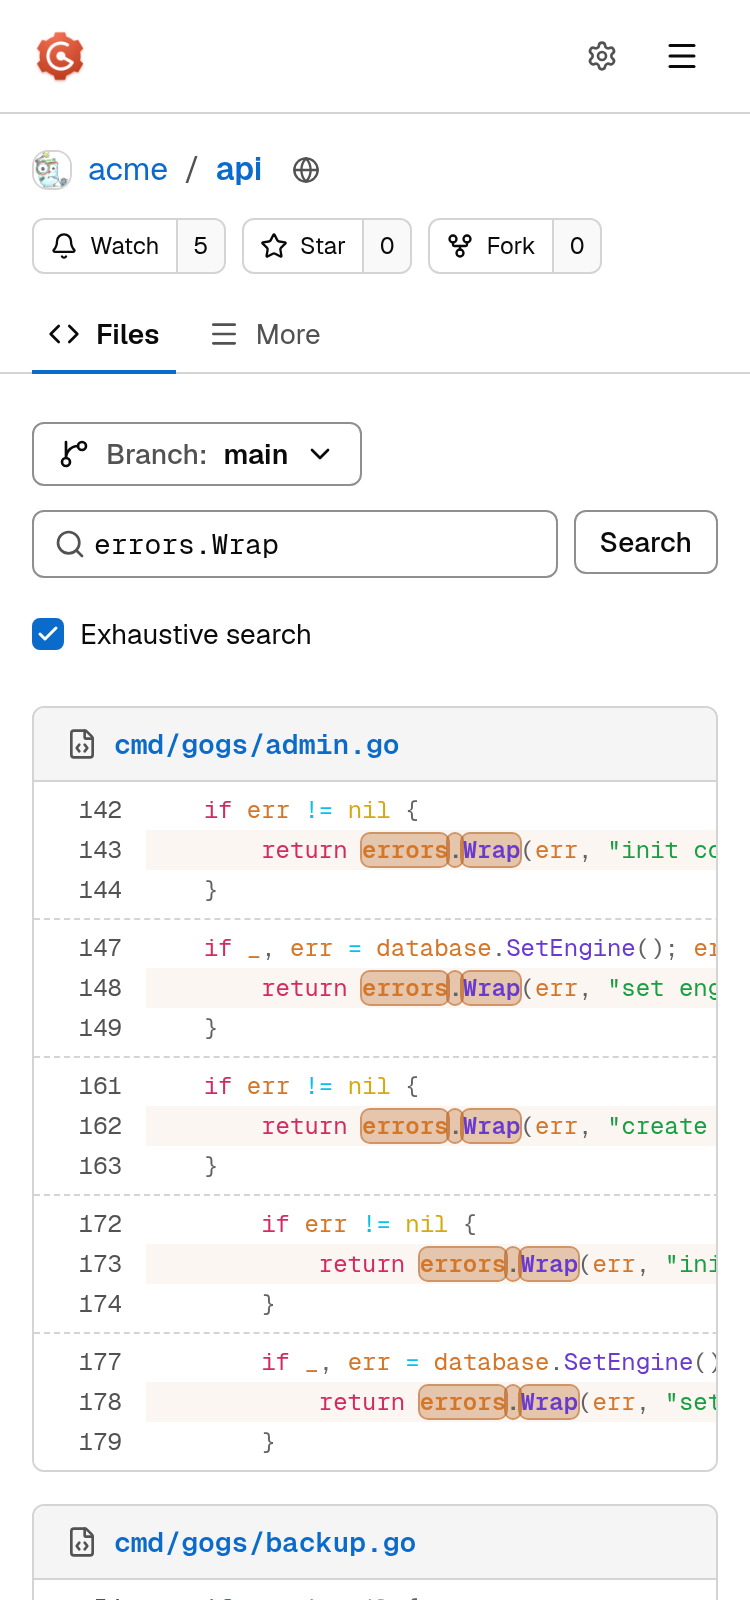 acme / api
Watch 5 Star 0 Fork 0
Files More
Branch: main
errors.Wrap Search
Exhaustive search
cmd/gogs/admin.go
142 if err != nil {
143 return errors.Wrap(err, "init co
144 }
147 if _, err = database.SetEngine(); er
148 return errors.Wrap(err, "set eng
149 }
161 if err != nil {
162 return errors.Wrap(err, "create
163 }
172 if err != nil {
173 return errors.Wrap(err, "ini
174 }
177 if _, err = database.SetEngine()
178 return errors.Wrap(err, "set
179 }
cmd/gogs/backup.go